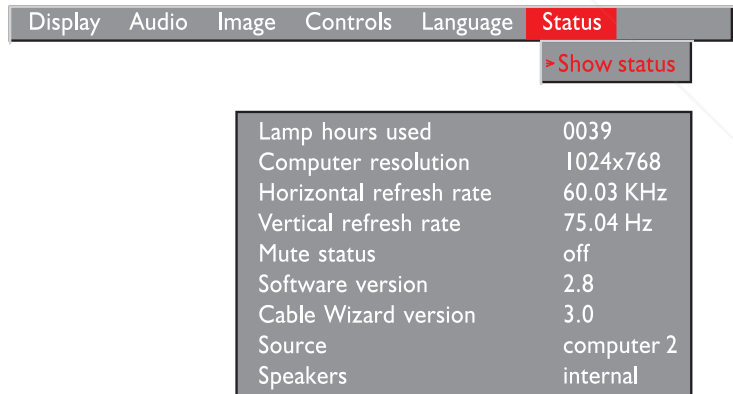 Display Audio Image Controls Language Status
➤Show status
Lamp hours used 0039
Computer resolution 1024x768
Horizontal refresh rate 60.03 KHz
Vertical refresh rate 75.04 Hz
Mute status off
Software version 2.8
Cable Wizard version 3.0
Source computer 2
Speakers internal